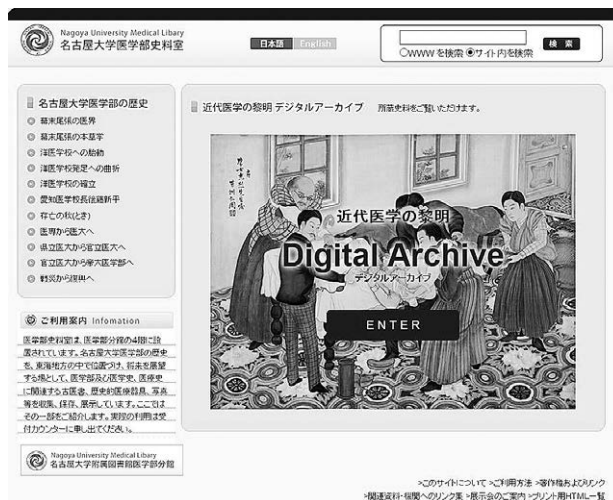 Nagoya University Medical Libary
名古屋大学医学部史料室
日本語 English
WWW を検索 サイト内を検索
検 索
名古屋大学医学部の歴史
幕末尾張の医界
幕末尾張の本草学
洋医学校への胎動
洋医学校発足への曲折
洋医学校の確立
愛知医学校長後藤新平
存亡の秋(とき)
医専から医大へ
県立医大から官立医大へ
官立医大から帝大医学部へ
戦災から復興へ
近代医学の黎明 デジタルアーカイブ 所蔵史料をご覧いただけます。
近代医学の黎明
Digital Archive
デジタルアーカイブ
ENTER
ご利用案内 Infomation
医学部史料室は、医学部分館の4階に設
置されています。名古屋大学医学部の歴史
を、東海地方の中で位置づけ、将来を展望
する場として、医学部及び医学史、医療史
に関連する古医書、歴史的医療器具、写真
等を収集、保存、展示しています。ここでは
その一部をご紹介します。実際の利用は受
付カウンターに申し出てください。
Nagoya University Medical Libary
名古屋大学附属図書館医学部分館
>このサイトについて >ご利用方法 >著作権およびリンク
>関連資料・機関へのリンク集 >展示会のご案内 >プリント用HTML一覧